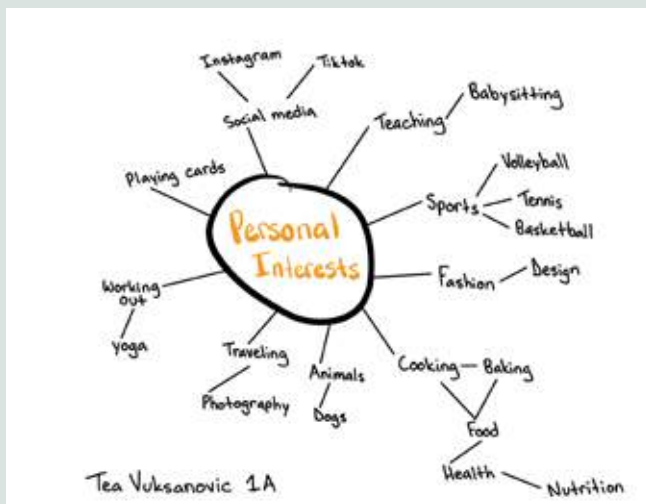 Instagram
Tiktok
Social media
Teaching
Babysitting
Playing cards
Sports
Volleyball
Tennis
Basketball
Personal
Interests
Fashion
Design
Working
out
yoga
Traveling
Photography
Animals
Dogs
Cooking
Baking
Food
Health
Nutrition
Tea Vuksanovic 1A